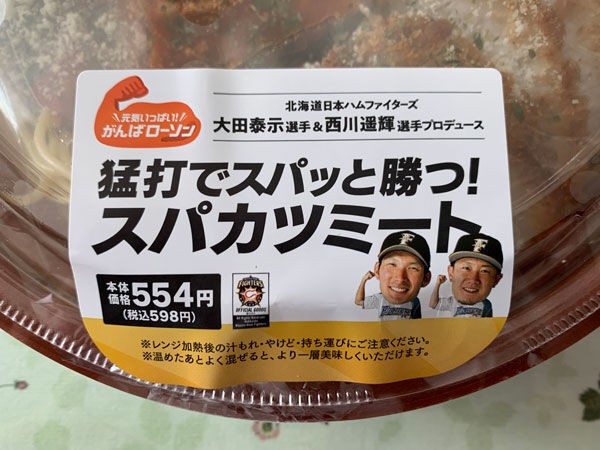 元気いっぱい!
がんばローソン
北海道日本ハムファイターズ
大田泰示選手&西川遥輝選手プロデュース
猛打でスパッと勝つ!
スパカツミート
本体
価格554円
(税込598円)
FIGHTERS
OFFICIAL GOODS
※レンジ加熱後の汁もれ・やけど・持ち運びにご注意ください。
※温めたあとよく混ぜると、より一層美味しくいただけます。